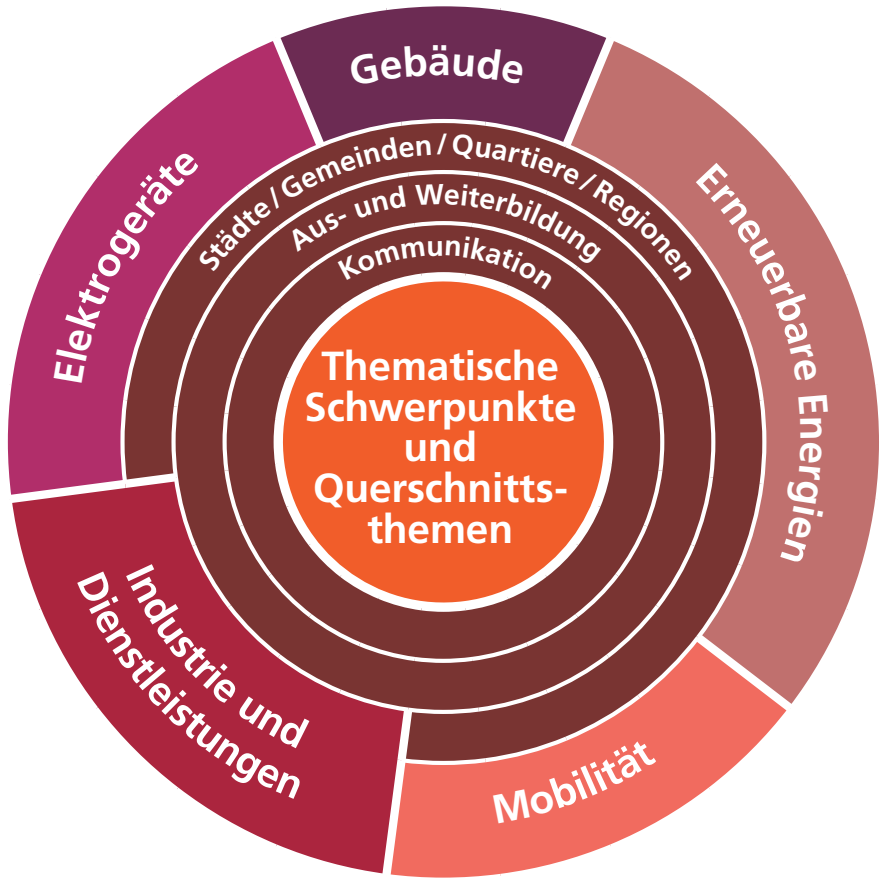 Gebäude
Erneuerbare Energien
Mobilität
Industrie und
Dienstleistungen
Elektrogeräte
Städte / Gemeinden / Quartiere / Regionen
Aus- und Weiterbildung
Kommunikation
Thematische
Schwerpunkte
und
Querschnitts-
themen